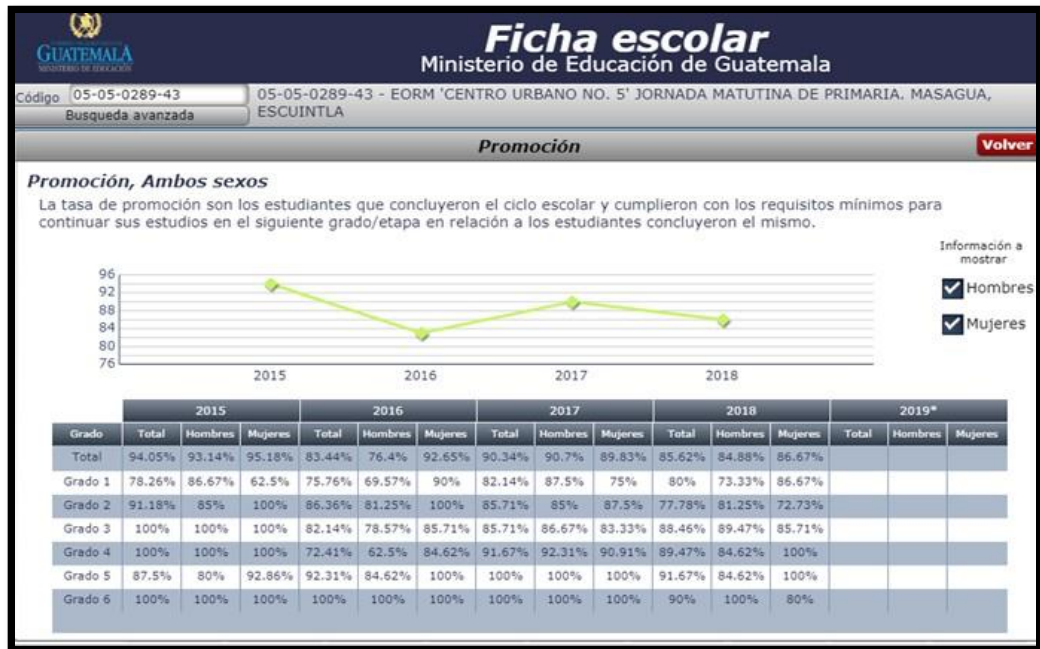 GUATEMALA
MINISTERIO DE EDUCACIÓN
Ficha escolar
Ministerio de Educación de Guatemala
Código 05-05-0289-43
Busqueda avanzada
05-05-0289-43 - EORM 'CENTRO URBANO NO. 5' JORNADA MATUTINA DE PRIMARIA. MASAGUA,
ESCUINTLA
Promoción
Volver
Promoción, Ambos sexos
La tasa de promoción son los estudiantes que concluyeron el ciclo escolar y cumplieron con los requisitos mínimos para
continuar sus estudios en el siguiente grado/etapa en relación a los estudiantes concluyeron el mismo.
Información a
mostrar
Hombres
Mujeres
96
92
88
84
80
76
2015 2016 2017 2018
2015 2016 2017 2018 2019*
Grado Total Hombres Mujeres Total Hombres Mujeres Total Hombres Mujeres Total Hombres Mujeres Total Hombres Mujeres
Total 94.05% 93.14% 95.18% 83.44% 76.4% 92.65% 90.34% 90.7% 89.83% 85.62% 84.88% 86.67%
Grado 1 78.26% 86.67% 62.5% 75.76% 69.57% 90% 82.14% 87.5% 75% 80% 73.33% 86.67%
Grado 2 91.18% 85% 100% 86.36% 81.25% 100% 85.71% 85% 87.5% 77.78% 81.25% 72.73%
Grado 3 100% 100% 100% 82.14% 78.57% 85.71% 85.71% 86.67% 83.33% 88.46% 89.47% 85.71%
Grado 4 100% 100% 100% 72.41% 62.5% 84.62% 91.67% 92.31% 90.91% 89.47% 84.62% 100%
Grado 5 87.5% 80% 92.86% 92.31% 84.62% 100% 100% 100% 100% 91.67% 84.62% 100%
Grado 6 100% 100% 100% 100% 100% 100% 100% 100% 100% 90% 100% 80%